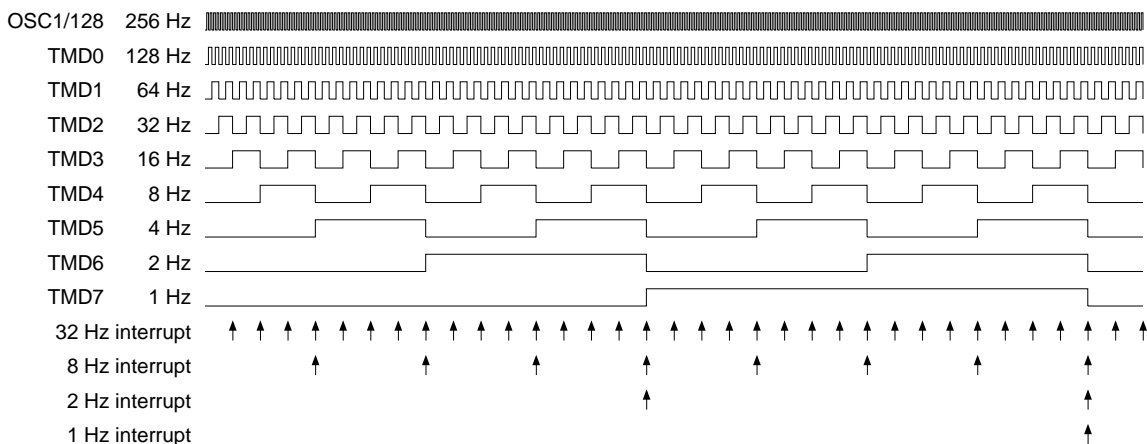 OSC1/128 256 Hz
TMD0 128 Hz
TMD1 64 Hz
TMD2 32 Hz
TMD3 16 Hz
TMD4 8 Hz
TMD5 4 Hz
TMD6 2 Hz
TMD7 1 Hz
32 Hz interrupt
8 Hz interrupt
2 Hz interrupt
1 Hz interrupt